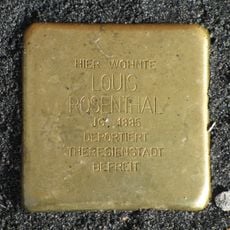 HIER WOHNTE
LOUIS
ROSENTHAL
JG. 1886
DEPORTIERT
THERESIENSTADT
BEFREIT